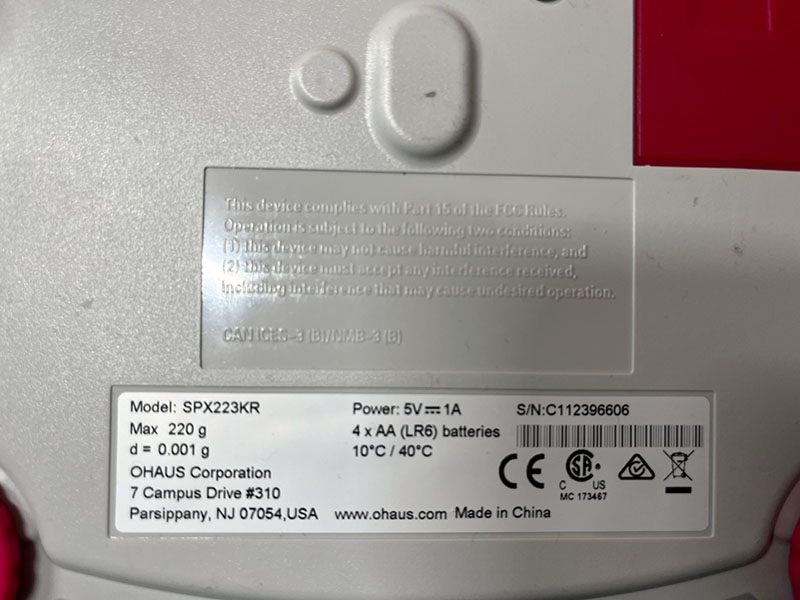 This device complies with Part 15 of the FCC Rules.
Operation is subject to the following two conditions:
(1) this device may not cause harmful interference, and
(2) this device must accept any interference received,
including interference that may cause undesired operation.
CAN ICES-3 (B)/NMB-3 (B)
Model: SPX223KR Power: 5V⎓1A S/N:C112396606
Max 220 g 4 x AA (LR6) batteries
d = 0.001 g 10°C / 40°C
OHAUS Corporation CE SA
7 Campus Drive #310 C US
MC 173467
Parsippany, NJ 07054,USA www.ohaus.com Made in China